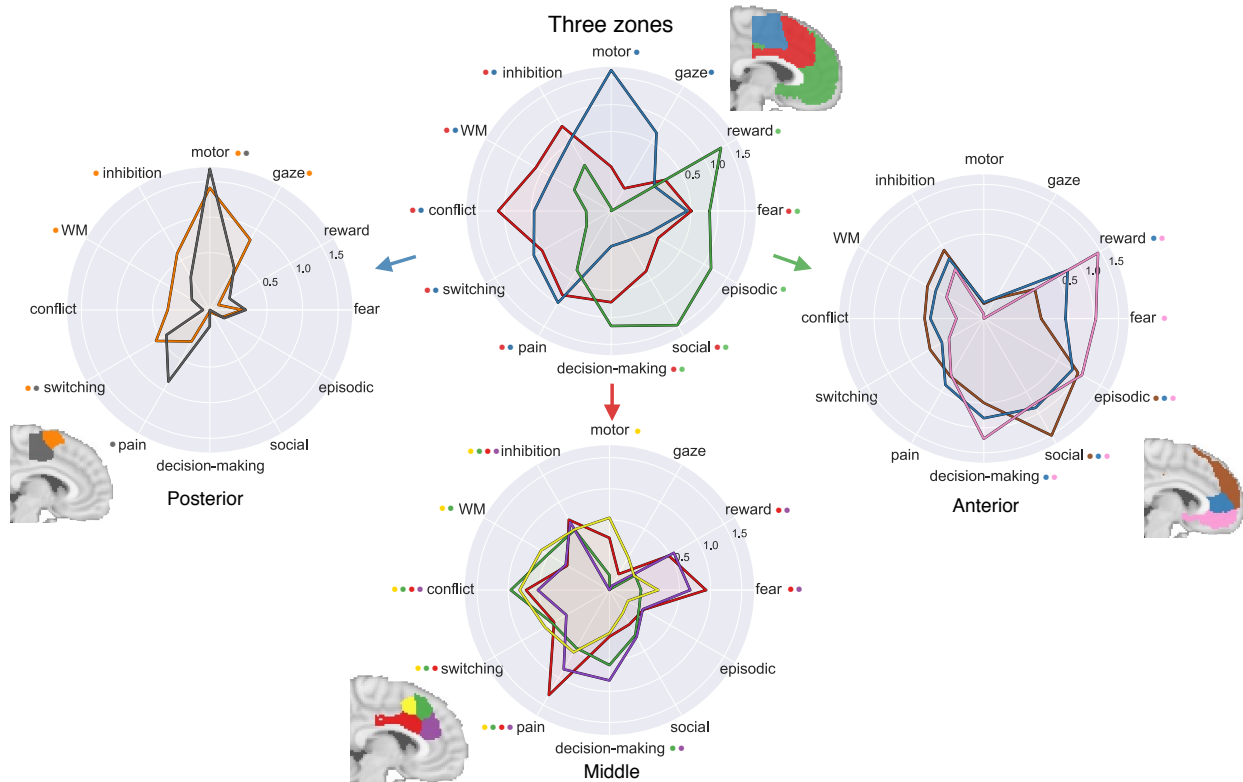 Three zones
motor
gaze
reward
fear
episodic
social
decision-making
pain
switching
conflict
WM
inhibition
0.5
1.0
1.5
motor
gaze
reward
fear
episodic
social
decision-making
pain
switching
conflict
WM
inhibition
0.5
1.0
1.5
Posterior
motor
gaze
reward
fear
episodic
social
decision-making
pain
switching
conflict
WM
inhibition
0.5
1.0
1.5
Anterior
motor
gaze
reward
fear
episodic
social
decision-making
pain
switching
conflict
WM
inhibition
0.5
1.0
1.5
Middle